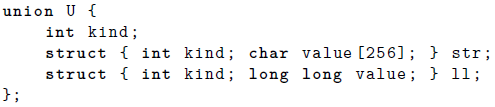 union U {
    int kind;
    struct { int kind; char value[256]; } str;
    struct { int kind; long long value; } ll;
};